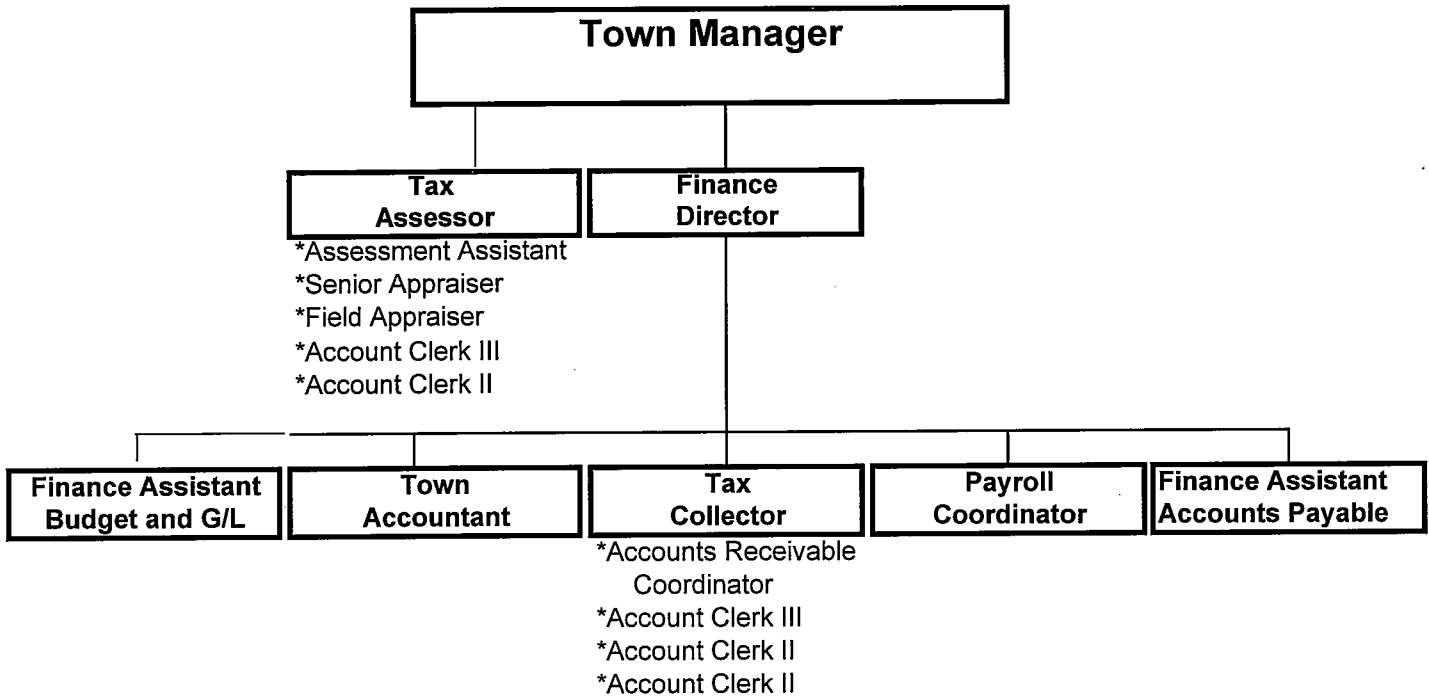 Town Manager
Tax
Assessor
Finance
Director
*Assessment Assistant
*Senior Appraiser
*Field Appraiser
*Account Clerk III
*Account Clerk II
Finance Assistant
Budget and G/L
Town
Accountant
Tax
Collector
Payroll
Coordinator
Finance Assistant
Accounts Payable
*Accounts Receivable
Coordinator
*Account Clerk III
*Account Clerk II
*Account Clerk II